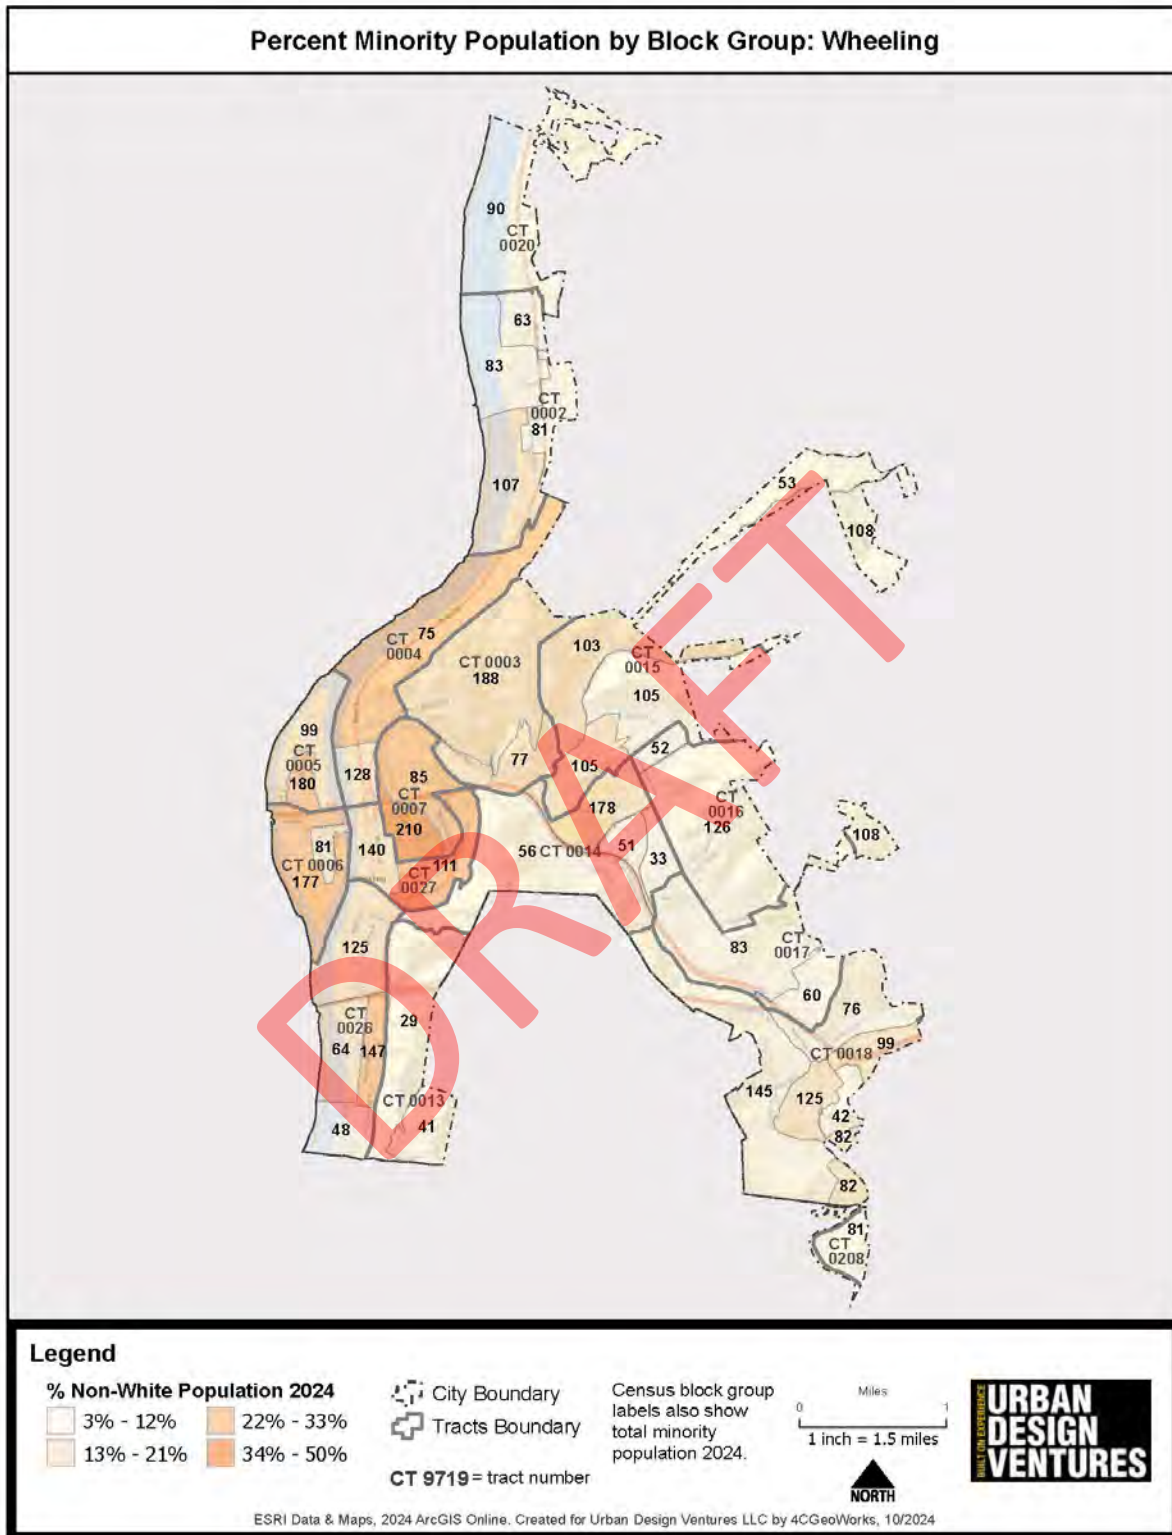 Percent Minority Population by Block Group: Wheeling
90
CT
0020
63
83
CT
0002
81
107
53
108
CT
0004
75
CT 0003
188
103
CT
0015
105
99
CT
0005
180
128
85
CT
0007
210
77
105
52
178
CT
0016
126
108
81
CT 0006
177
140
111
CT
0027
56
CT 0014
51
33
125
83
CT
0017
60
76
CT
0026
64
147
29
CT 0018
99
145
125
42
82
CT 0013
41
48
82
81
CT
0208
DRAFT
Legend
% Non-White Population 2024
3% - 12%
22% - 33%
13% - 21%
34% - 50%
City Boundary
Tracts Boundary
CT 9719 = tract number
Census block group
labels also show
total minority
population 2024.
Miles
0 1
1 inch = 1.5 miles
NORTH
BUILT ON EXPERIENCE
URBAN
DESIGN
VENTURES
ESRI Data & Maps, 2024 ArcGIS Online. Created for Urban Design Ventures LLC by 4CGeoWorks, 10/2024